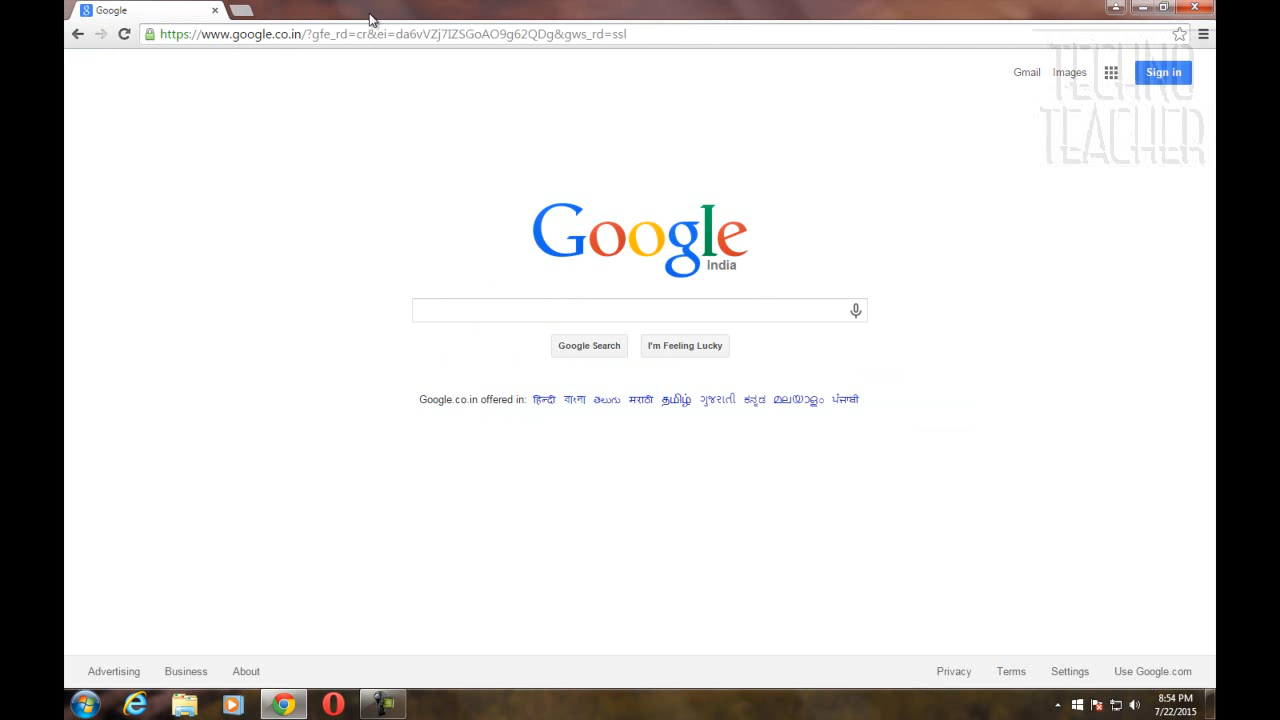 Google
https://www.google.co.in/?gfe_rd=cr&ei=da6vVZj7IZSGoAO9g62QDg&gws_rd=ssl
Gmail Images Sign in
TECHNO
TEACHER
Google
India
Google Search I'm Feeling Lucky
Google.co.in offered in: हिन्दी বাংলা తెలుగు मराठी தமிழ் ગુજરાતી ಕನ್ನಡ മലയാളം ਪੰਜਾਬੀ
Advertising Business About Privacy Terms Settings Use Google.com
8:54 PM
7/22/2015